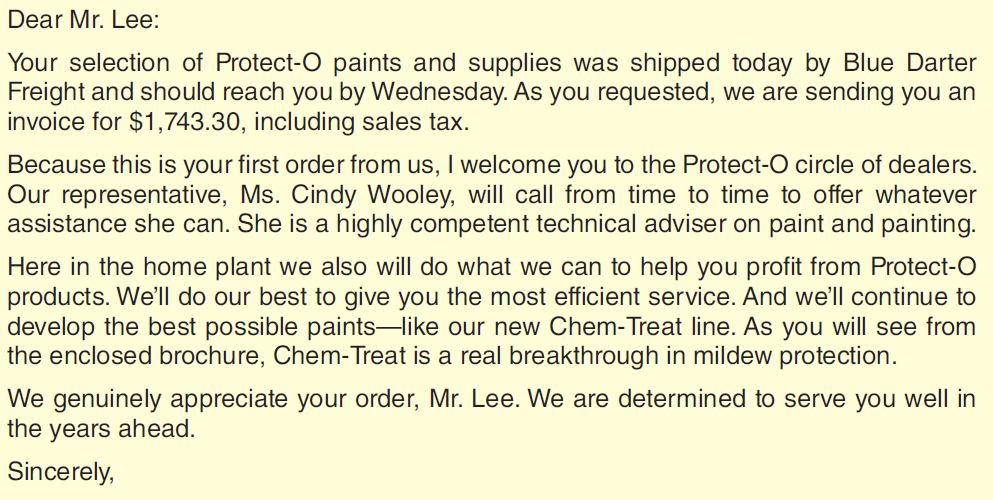 Dear Mr. Lee:
Your selection of Protect-O paints and supplies was shipped today by Blue Darter
Freight and should reach you by Wednesday. As you requested, we are sending you an
invoice for $1,743.30, including sales tax.
Because this is your first order from us, I welcome you to the Protect-O circle of dealers.
Our representative, Ms. Cindy Wooley, will call from time to time to offer whatever
assistance she can. She is a highly competent technical adviser on paint and painting.
Here in the home plant we also will do what we can to help you profit from Protect-O
products. We’ll do our best to give you the most efficient service. And we’ll continue to
develop the best possible paints—like our new Chem-Treat line. As you will see from
the enclosed brochure, Chem-Treat is a real breakthrough in mildew protection.
We genuinely appreciate your order, Mr. Lee. We are determined to serve you well in
the years ahead.
Sincerely,